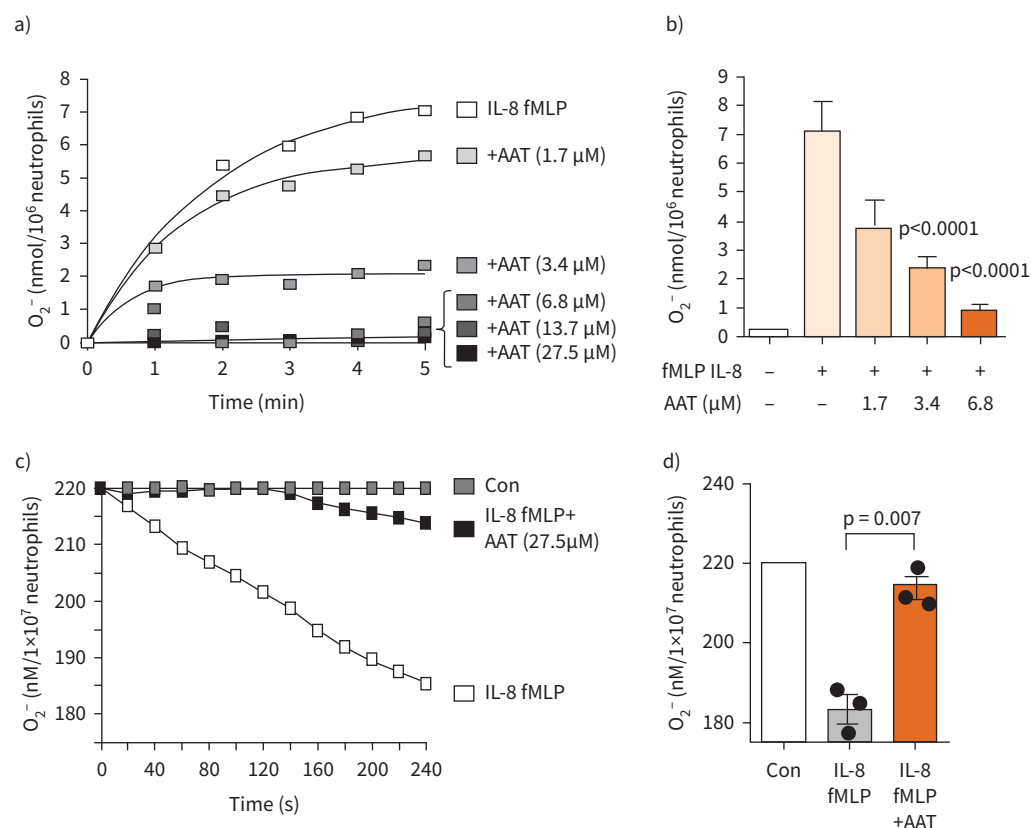 a)
O₂⁻ (nmol/10⁶ neutrophils)
8
7
6
5
4
3
2
1
0
0 1 2 3 4 5
Time (min)
IL-8 fMLP
+AAT (1.7 μM)
+AAT (3.4 μM)
+AAT (6.8 μM)
+AAT (13.7 μM)
+AAT (27.5 μM)
b)
O₂⁻ (nmol/10⁶ neutrophils)
9
8
7
6
5
4
3
2
1
0
p<0.0001
p<0.0001
fMLP IL-8 – + + + +
AAT (μM) – – 1.7 3.4 6.8
c)
O₂⁻ (nM/1×10⁷ neutrophils)
220
210
200
190
180
0 40 80 120 160 200 240
Time (s)
Con
IL-8 fMLP+
AAT (27.5μM)
IL-8 fMLP
d)
O₂⁻ (nM/1×10⁷ neutrophils)
240
220
200
180
p = 0.007
Con IL-8 IL-8
fMLP fMLP
+AAT